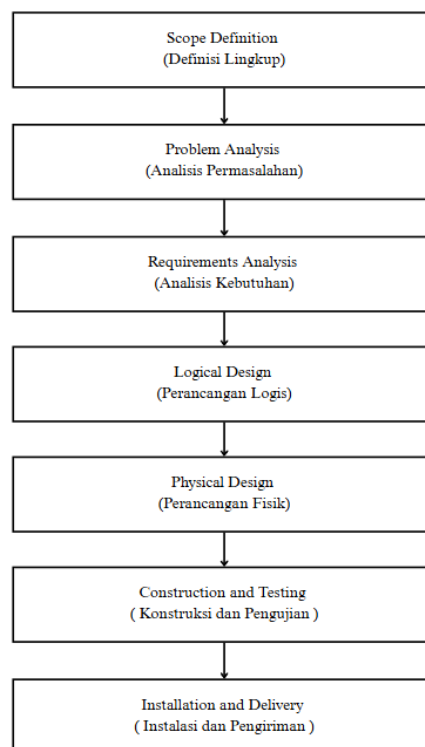 Scope Definition
(Definisi Lingkup)
Problem Analysis
(Analisis Permasalahan)
Requirements Analysis
(Analisis Kebutuhan)
Logical Design
(Perancangan Logis)
Physical Design
(Perancangan Fisik)
Construction and Testing
( Konstruksi dan Pengujian )
Installation and Delivery
( Instalasi dan Pengiriman )